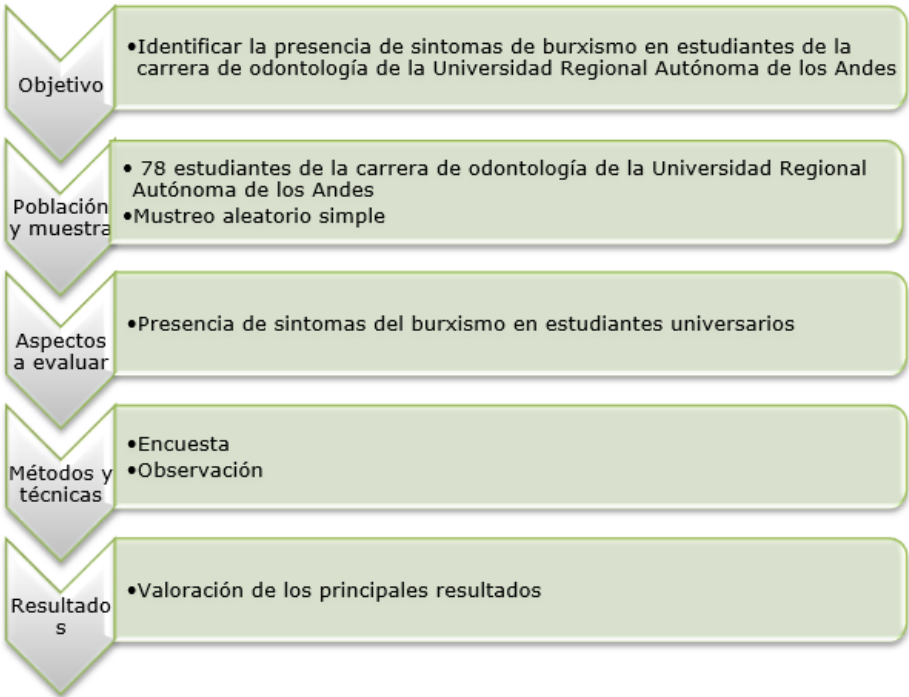 Objetivo
•Identificar la presencia de sintomas de burxismo en estudiantes de la
carrera de odontología de la Universidad Regional Autónoma de los Andes
Población
y muestra
• 78 estudiantes de la carrera de odontología de la Universidad Regional
Autónoma de los Andes
•Mustreo aleatorio simple
Aspectos
a evaluar
•Presencia de sintomas del burxismo en estudiantes universarios
Métodos y
técnicas
•Encuesta
•Observación
Resultado
s
•Valoración de los principales resultados